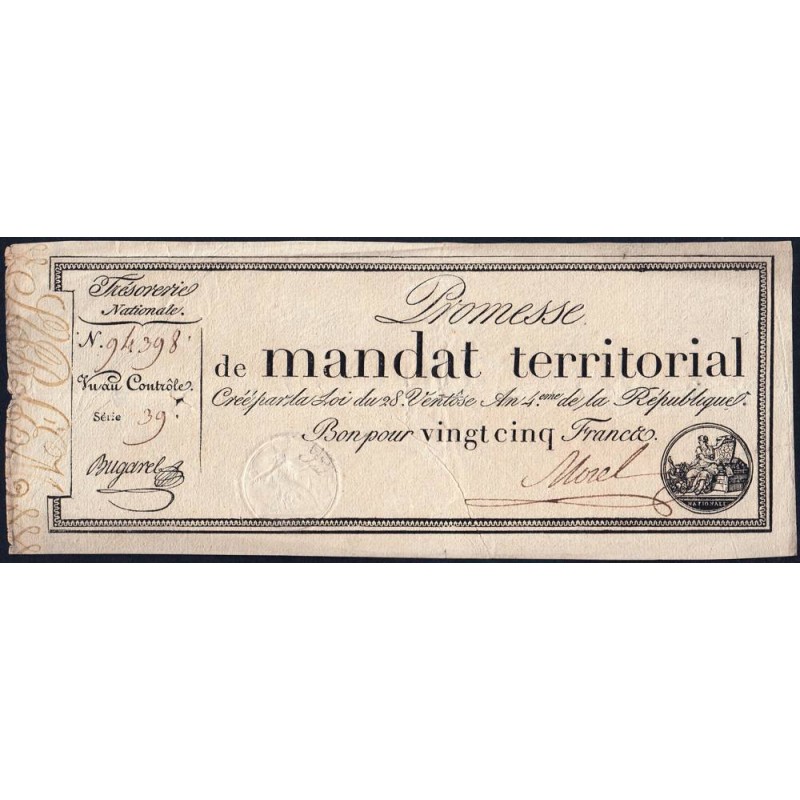 Trésorerie
Nationale.
N. 94398
Vu au Contrôle.
Série 39.
Bugarel
Promesse
de mandat territorial
Créé par la Loi du 28. Ventôse An 4.eme de la République.
Bon pour vingt cinq Francs.
Morel
NATIONALE